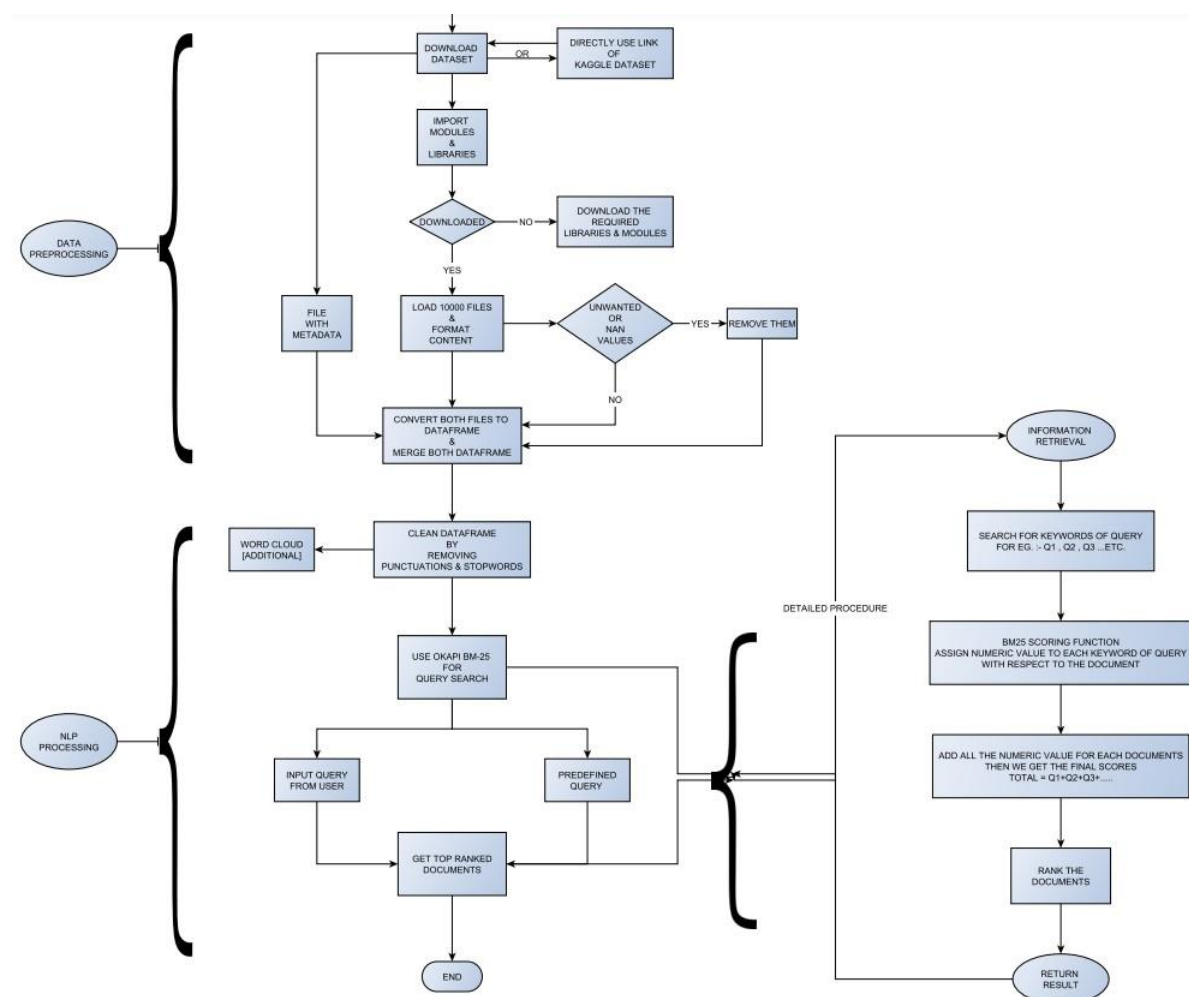 DOWNLOAD
DATASET
OR
DIRECTLY USE LINK
OF
KAGGLE DATASET
IMPORT
MODULES
&
LIBRARIES
DOWNLOADED
NO
DOWNLOAD THE
REQUIRED
LIBRARIES & MODULES
DATA
PREPROCESSING
YES
FILE
WITH
METADATA
LOAD 10000 FILES
&
FORMAT
CONTENT
UNWANTED
OR
NAN
VALUES
YES
REMOVE THEM
NO
CONVERT BOTH FILES TO
DATAFRAME
&
MERGE BOTH DATAFRAME
WORD CLOUD
[ADDITIONAL]
CLEAN DATAFRAME
BY
REMOVING
PUNCTUATIONS & STOPWORDS
USE OKAPI BM-25
FOR
QUERY SEARCH
NLP
PROCESSING
INPUT QUERY
FROM USER
PREDEFINED
QUERY
GET TOP RANKED
DOCUMENTS
END
DETAILED PROCEDURE
INFORMATION
RETRIEVAL
SEARCH FOR KEYWORDS OF QUERY
FOR EG. :- Q1 , Q2 , Q3 ...ETC.
BM25 SCORING FUNCTION
ASSIGN NUMERIC VALUE TO EACH KEYWORD OF QUERY
WITH RESPECT TO THE DOCUMENT
ADD ALL THE NUMERIC VALUE FOR EACH DOCUMENTS
THEN WE GET THE FINAL SCORES
TOTAL = Q1+Q2+Q3+.....
RANK THE
DOCUMENTS
RETURN
RESULT